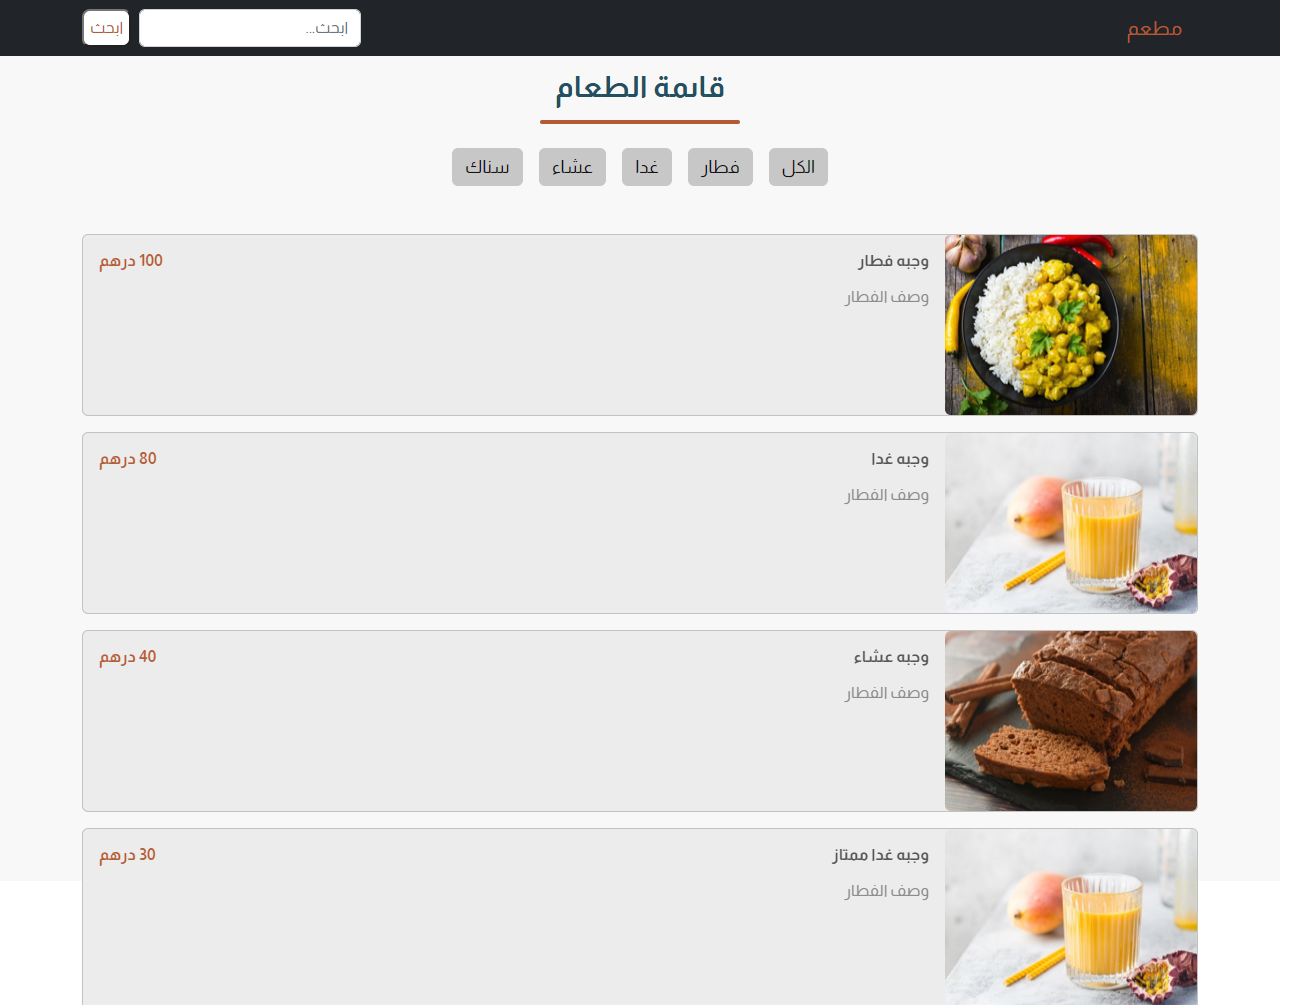 مطعم
ابحث...
ابحث
قائمة الطعام
الكل
فطار
غدا
عشاء
سناك
وجبه فطار
100 درهم
وصف الفطار
وجبه غدا
80 درهم
وصف الفطار
وجبه عشاء
40 درهم
وصف الفطار
وجبه غدا ممتاز
30 درهم
وصف الفطار